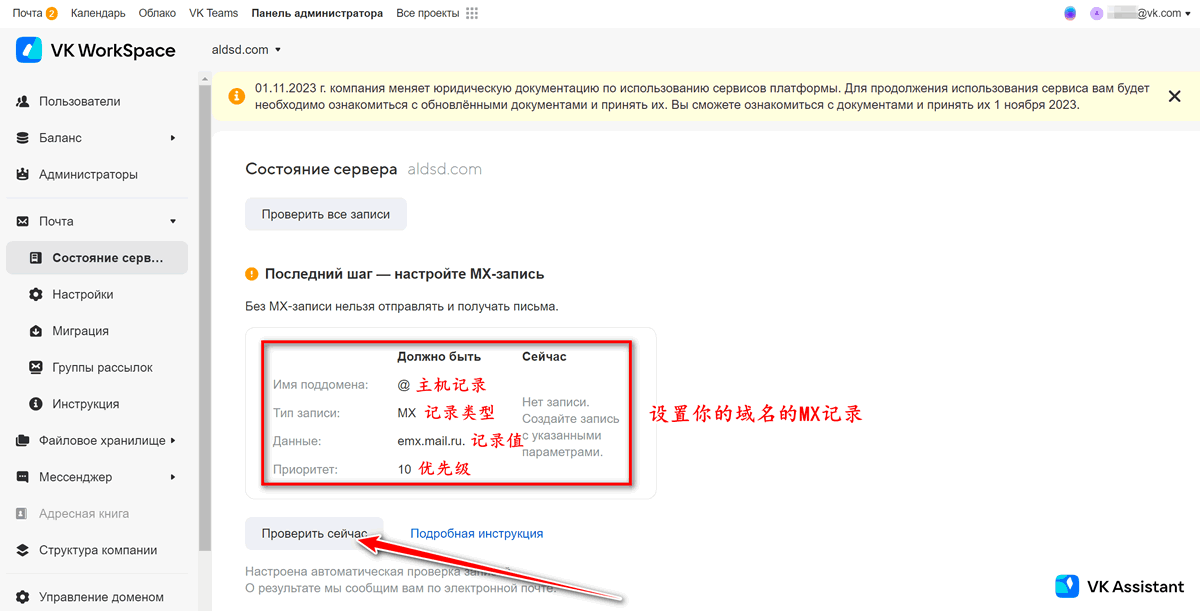 Почта 2 Календарь Облако VK Teams Панель администратора Все проекты
@vk.com
VK WorkSpace
aldsd.com
Пользователи
Баланс
Администраторы
Почта
Состояние серв...
Настройки
Миграция
Группы рассылок
Инструкция
Файловое хранилище
Мессенджер
Адресная книга
Структура компании
Управление доменом
01.11.2023 г. компания меняет юридическую документацию по использованию сервисов платформы. Для продолжения использования сервиса вам будет
необходимо ознакомиться с обновлёнными документами и принять их. Вы сможете ознакомиться с документами и принять их 1 ноября 2023.
Состояние сервера aldsd.com
Проверить все записи
Последний шаг — настройте MX-запись
Без MX-записи нельзя отправлять и получать письма.
Должно быть Сейчас
Имя поддомена: @ 主机记录
Тип записи: MX 记录类型
Данные: emx.mail.ru. 记录值
Приоритет: 10 优先级
Нет записи.
Создайте запись
с указанными
параметрами.
设置你的域名的MX记录
Проверить сейчас Подробная инструкция
Настроена автоматическая проверка
О результате мы сообщим вам по электронной почте.
VK Assistant